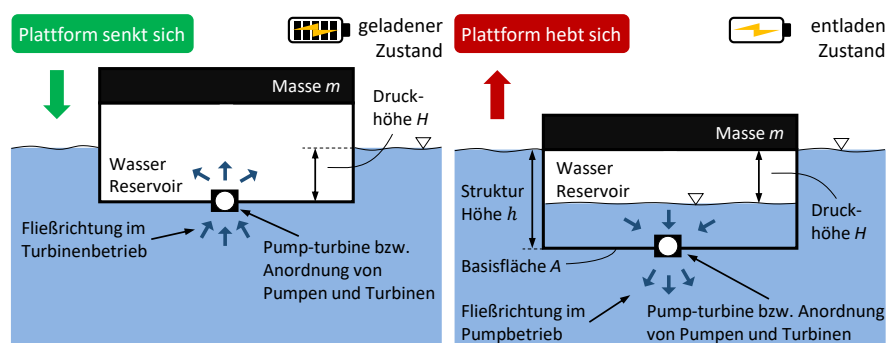 Plattform senkt sich
geladener
Zustand
Masse m
Druck-
höhe H
Wasser
Reservoir
Fließrichtung im
Turbinenbetrieb
Pump-turbine bzw.
Anordnung von
Pumpen und Turbinen
Plattform hebt sich
entladen
Zustand
Masse m
Struktur
Höhe h
Wasser
Reservoir
Druck-
höhe H
Basisfläche A
Fließrichtung im
Pumpbetrieb
Pump-turbine bzw. Anordnung
von Pumpen und Turbinen